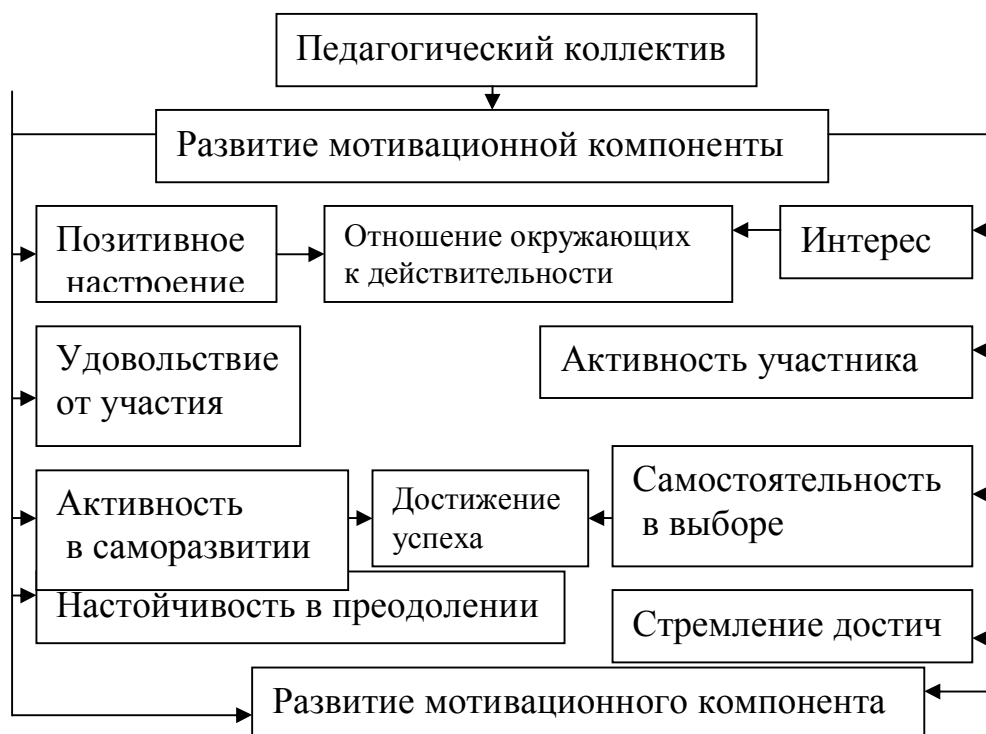 Педагогический коллектив
Развитие мотивационной компоненты
Позитивное
настроение
Отношение окружающих
к действительности
Интерес
Удовольствие
от участия
Активность участника
Активность
в саморазвитии
Достижение
успеха
Самостоятельность
в выборе
Настойчивость в преодолении
Стремление достич
Развитие мотивационного компонента